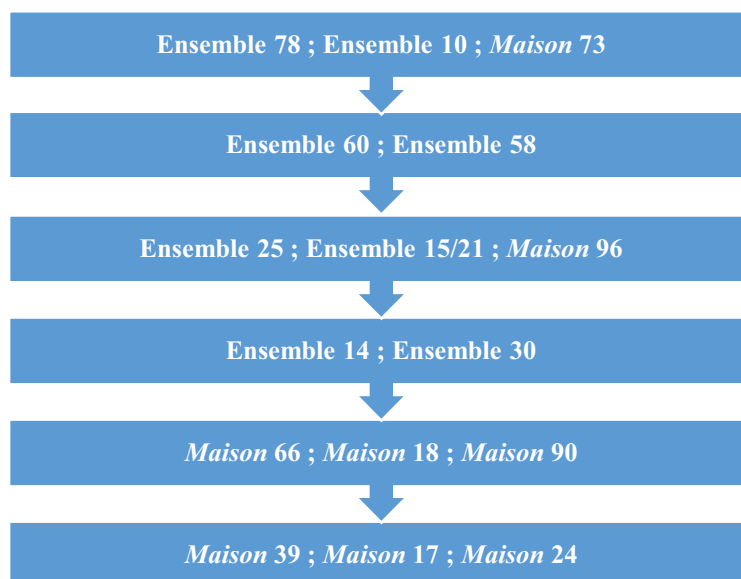 Ensemble 78 ; Ensemble 10 ; Maison 73
Ensemble 60 ; Ensemble 58
Ensemble 25 ; Ensemble 15/21 ; Maison 96
Ensemble 14 ; Ensemble 30
Maison 66 ; Maison 18 ; Maison 90
Maison 39 ; Maison 17 ; Maison 24